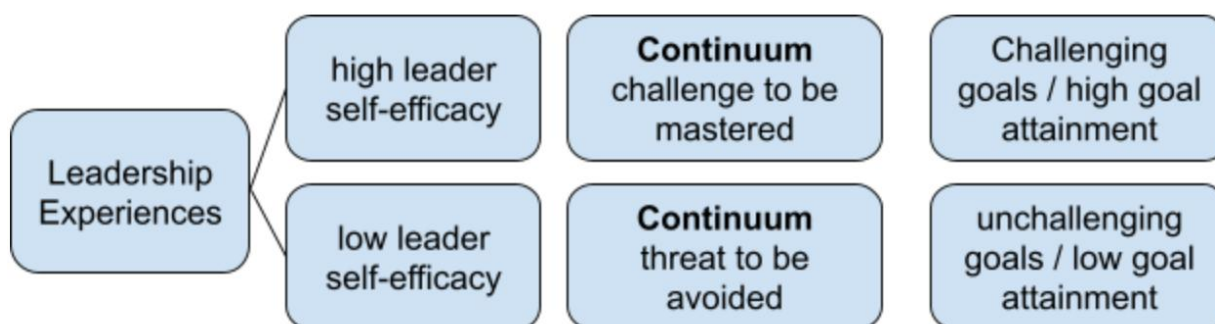 Leadership
Experiences
high leader
self-efficacy
Continuum
challenge to be
mastered
Challenging
goals / high goal
attainment
low leader
self-efficacy
Continuum
threat to be
avoided
unchallenging
goals / low goal
attainment